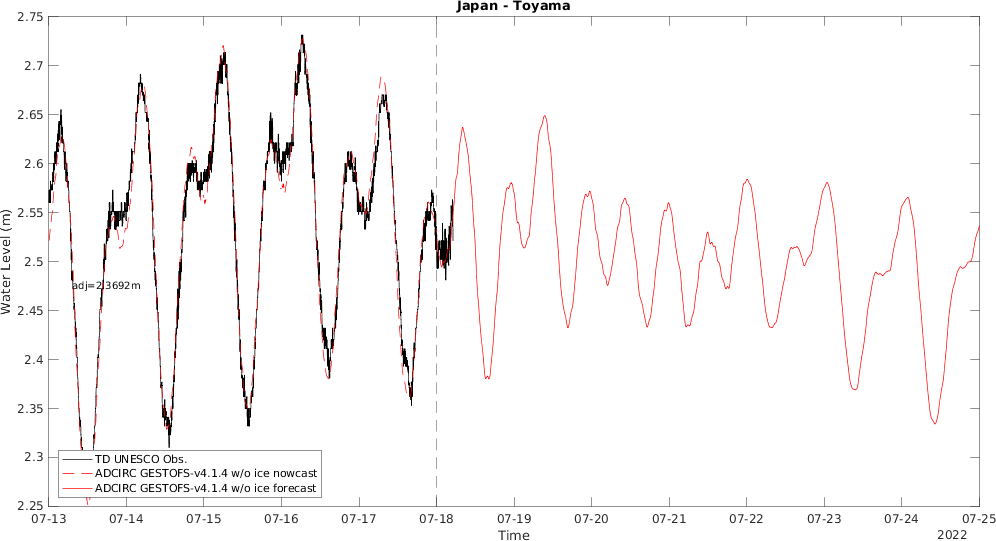 Japan - Toyama
2.75
2.7
2.65
2.6
2.55
2.5
2.45
2.4
2.35
2.3
2.25
Water Level (m)
adj=2.3692m
TD UNESCO Obs.
ADCIRC GESTOFS-v4.1.4 w/o ice nowcast
ADCIRC GESTOFS-v4.1.4 w/o ice forecast
07-13 07-14 07-15 07-16 07-17 07-18 07-19 07-20 07-21 07-22 07-23 07-24 07-25
Time
2022